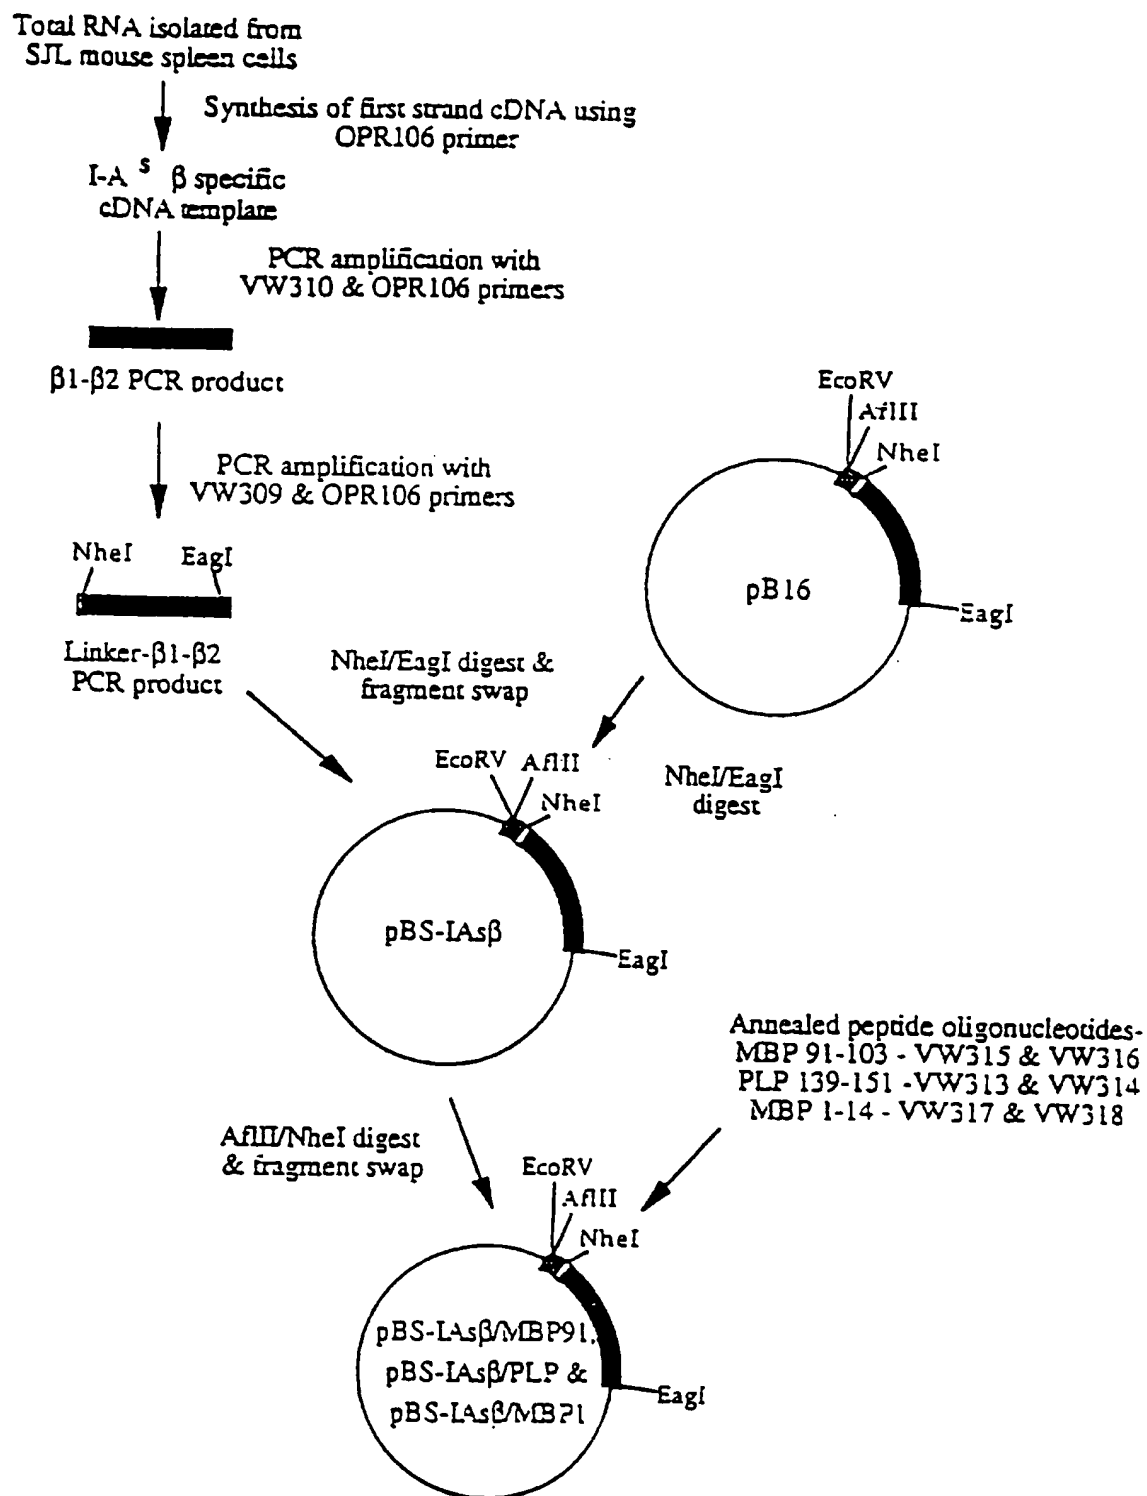 Total RNA isolated from
SJL mouse spleen cells
Synthesis of first strand cDNA using
OPR106 primer
I-A s β specific
cDNA template
PCR amplification with
VW310 & OPR106 primers
β1-β2 PCR product
PCR amplification with
VW309 & OPR106 primers
NheI EagI
Linker-β1-β2
PCR product
EcoRV
AflII
NheI
pB16
EagI
NheI/EagI digest &
fragment swap
NheI/EagI
digest
EcoRV AflII
NheI
pBS-IAsβ
EagI
Annealed peptide oligonucleotides-
MBP 91-103 - VW315 & VW316
PLP 139-151 -VW313 & VW314
MBP 1-14 - VW317 & VW318
AflII/NheI digest
& fragment swap
EcoRV
AflII
NheI
pBS-IAsβ/MBP91,
pBS-IAsβ/PLP &
pBS-IAsβ/MBP1
EagI